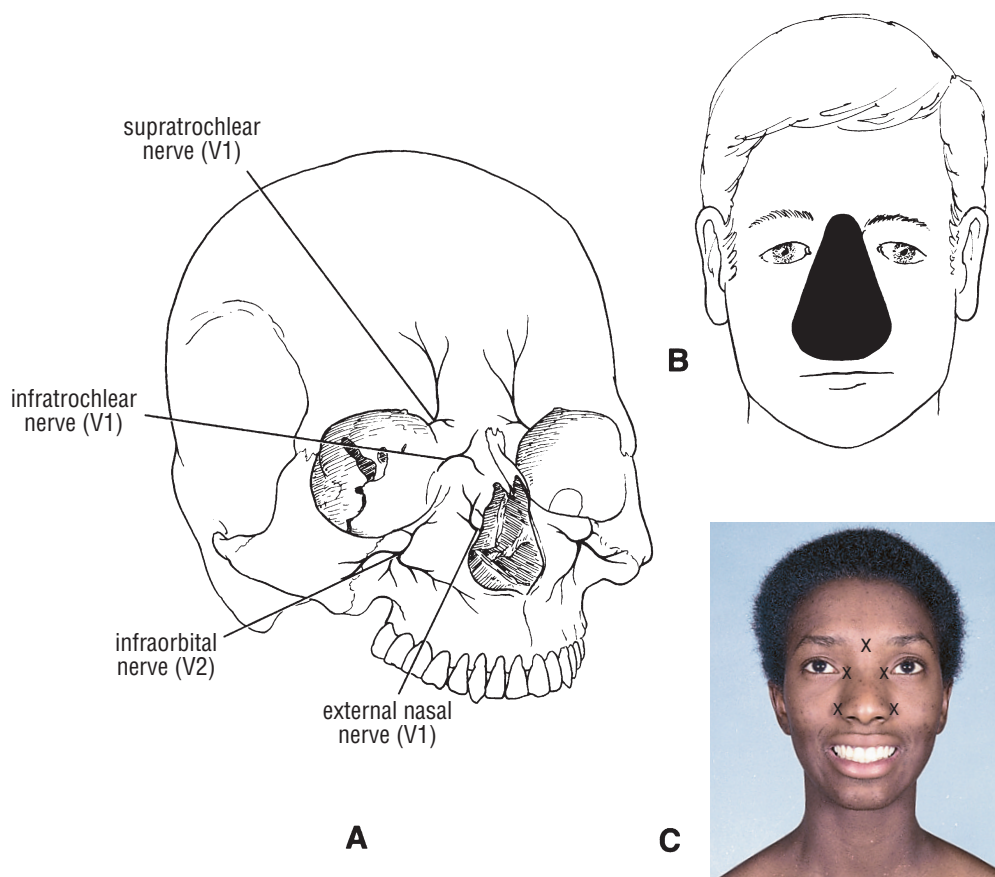 supratrochlear
nerve (V1)
infratrochlear
nerve (V1)
infraorbital
nerve (V2)
external nasal
nerve (V1)
A
B
X
X X
X X
C